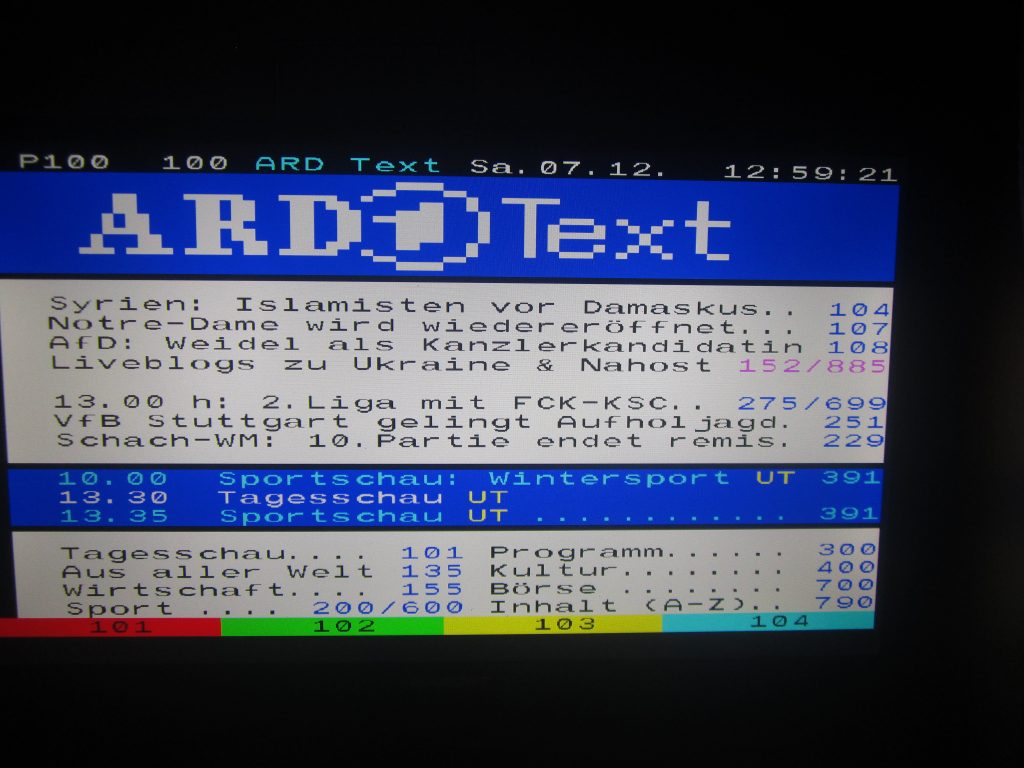 P100 100 ARD Text Sa.07.12. 12:59:21
ARD Text
Syrien: Islamisten vor Damaskus.. 104
Notre-Dame wird wiedereröffnet... 107
AfD: Weidel als Kanzlerkandidatin 108
Liveblogs zu Ukraine & Nahost 152/885
13.00 h: 2.Liga mit FCK-KSC.. 275/699
VfB Stuttgart gelingt Aufholjagd. 251
Schach-WM: 10.Partie endet remis. 229
10.00 Sportschau: Wintersport UT 391
13.30 Tagesschau UT
13.35 Sportschau UT ............ 391
Tagesschau.... 101 Programm...... 300
Aus aller Welt 135 Kultur........ 400
Wirtschaft.... 155 Börse ........ 700
Sport .... 200/600 Inhalt (A-Z).. 790
101 102 103 104